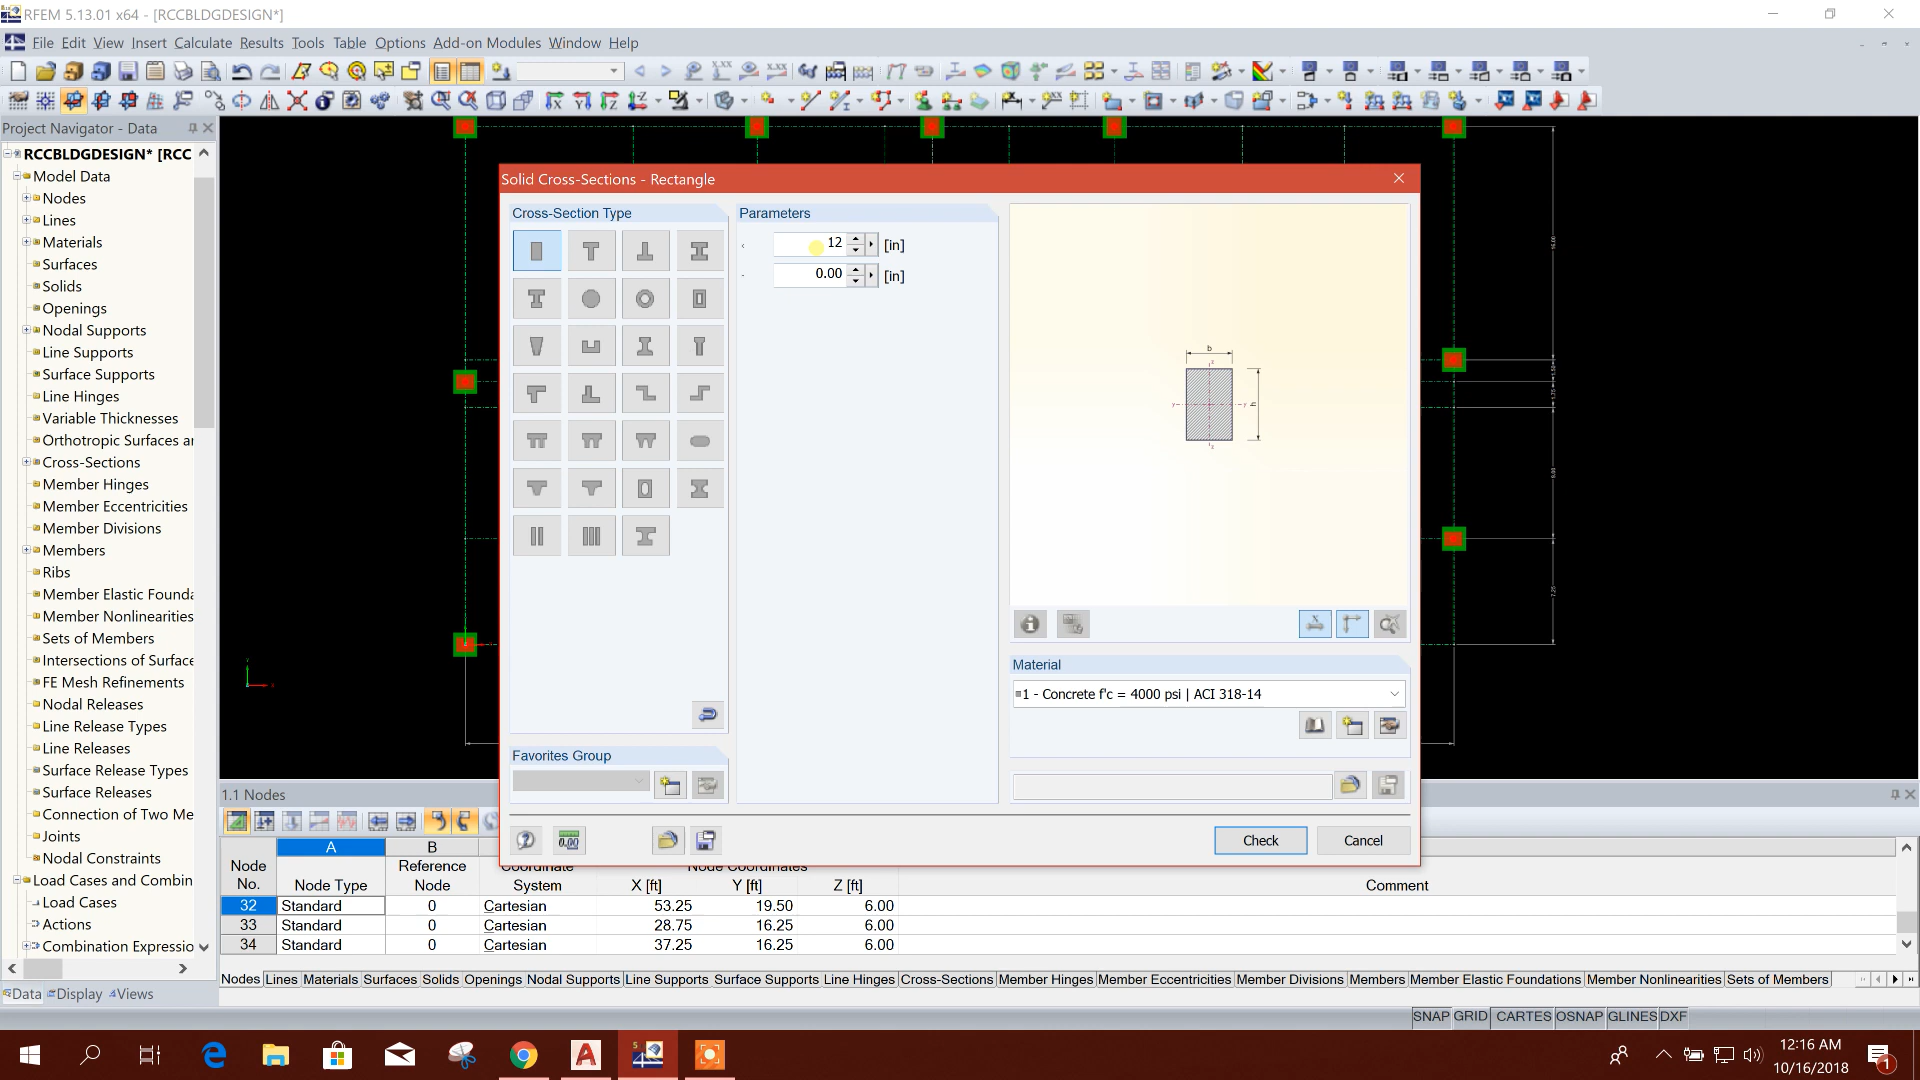 RFEM 5.13.01 x64 - [RCCBLDGDESIGN*]
File Edit View Insert Calculate Results Tools Table Options Add-on Modules Window Help
Project Navigator - Data
RCCBLDGDESIGN* [RCC
Model Data
Nodes
Lines
Materials
Surfaces
Solids
Openings
Nodal Supports
Line Supports
Surface Supports
Line Hinges
Variable Thicknesses
Orthotropic Surfaces ar
Cross-Sections
Member Hinges
Member Eccentricities
Member Divisions
Members
Ribs
Member Elastic Founda
Member Nonlinearities
Sets of Members
Intersections of Surface
FE Mesh Refinements
Nodal Releases
Line Release Types
Line Releases
Surface Release Types
Surface Releases
Connection of Two Me
Joints
Nodal Constraints
Load Cases and Combin
Load Cases
Actions
Combination Expressio
Data Display Views
Solid Cross-Sections - Rectangle
Cross-Section Type
Parameters
12 [in]
0.00 [in]
b
h
Material
1 - Concrete f'c = 4000 psi | ACI 318-14
Favorites Group
0.00
Check Cancel
1.1 Nodes
A B
Node No. Node Type Reference Node Coordinate System Node Coordinates X [ft] Y [ft] Z [ft] Comment
32 Standard 0 Cartesian 53.25 19.50 6.00
33 Standard 0 Cartesian 28.75 16.25 6.00
34 Standard 0 Cartesian 37.25 16.25 6.00
Nodes Lines Materials Surfaces Solids Openings Nodal Supports Line Supports Surface Supports Line Hinges Cross-Sections Member Hinges Member Eccentricities Member Divisions Members Member Elastic Foundations Member Nonlinearities Sets of Members
SNAP GRID CARTES OSNAP GLINES DXF
12:16 AM
10/16/2018
1